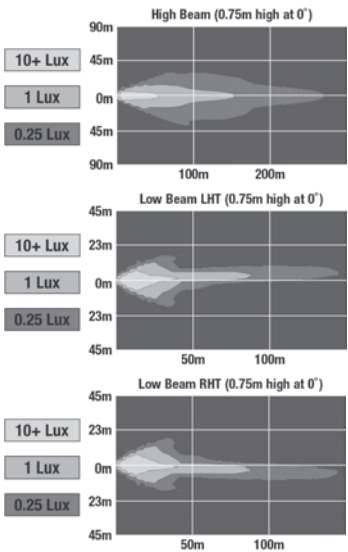 High Beam (0.75m high at 0°)
90m
45m
0m
45m
90m
10+ Lux
1 Lux
0.25 Lux
100m 200m
Low Beam LHT (0.75m high at 0°)
45m
23m
0m
23m
45m
10+ Lux
1 Lux
0.25 Lux
50m 100m
Low Beam RHT (0.75m high at 0°)
45m
23m
0m
23m
45m
10+ Lux
1 Lux
0.25 Lux
50m 100m